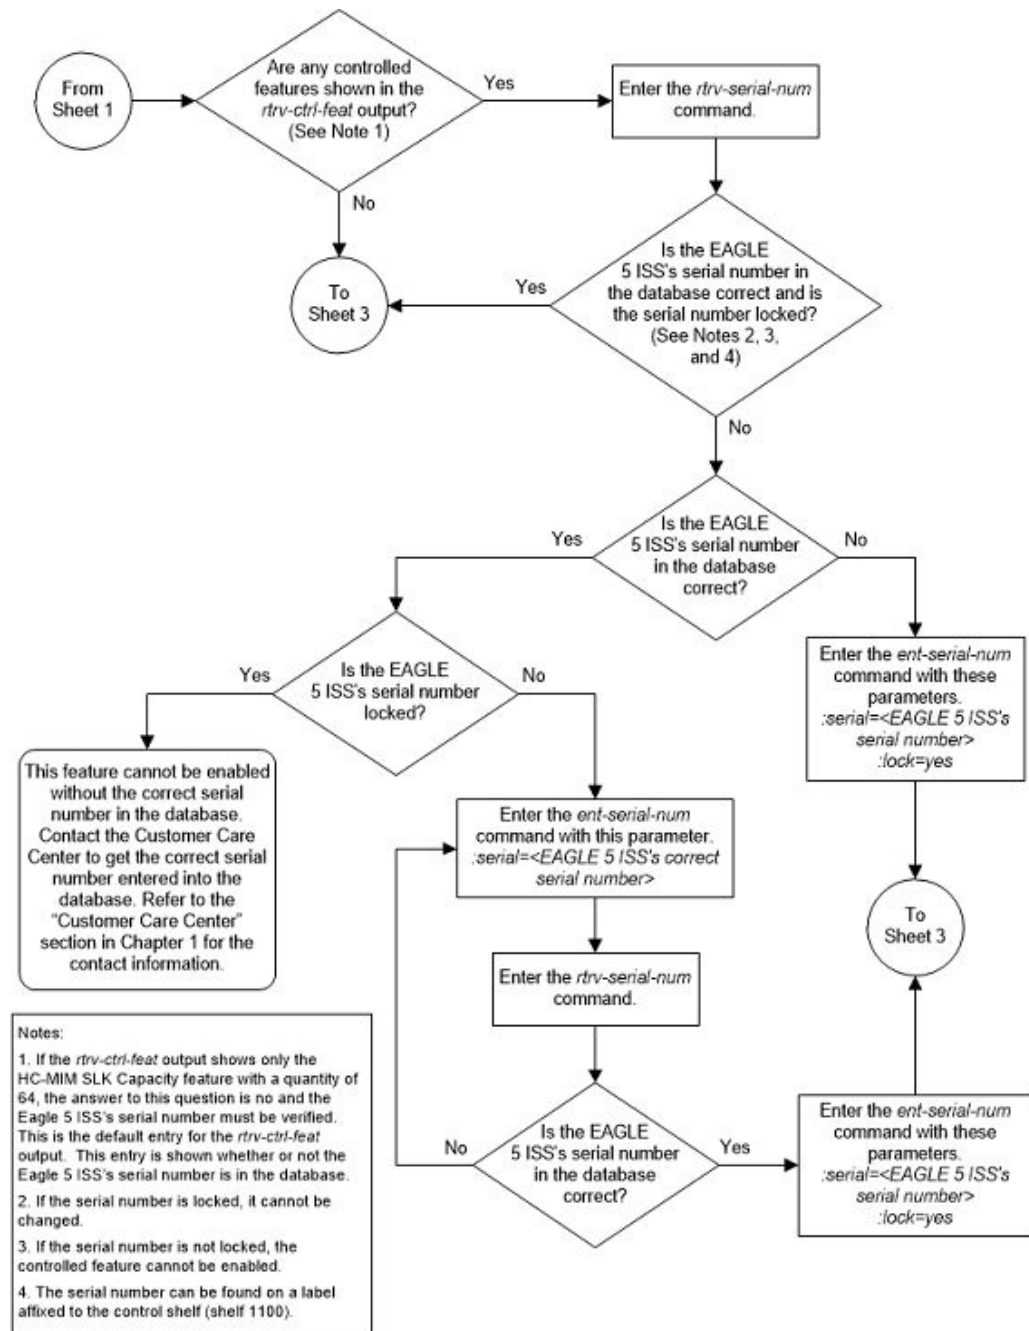 From
Sheet 1
Are any controlled
features shown in the
rtrv-ctrl-feat output?
(See Note 1)
Yes
Enter the rtrv-serial-num
command.
No
To
Sheet 3
Yes
Is the EAGLE
5 ISS's serial number in
the database correct and is
the serial number locked?
(See Notes 2, 3,
and 4)
No
Is the EAGLE
5 ISS's serial number
in the database
correct?
Yes
No
Is the EAGLE
5 ISS's serial number
locked?
Yes
No
Enter the ent-serial-num
command with these
parameters.
:serial=<EAGLE 5 ISS's
serial number>
:lock=yes
This feature cannot be enabled
without the correct serial
number in the database.
Contact the Customer Care
Center to get the correct serial
number entered into the
database. Refer to the
"Customer Care Center"
section in Chapter 1 for the
contact information.
Enter the ent-serial-num
command with this parameter.
:serial=<EAGLE 5 ISS's correct
serial number>
To
Sheet 3
Enter the rtrv-serial-num
command.
Is the EAGLE
5 ISS's serial number
in the database
correct?
No
Yes
Enter the ent-serial-num
command with these
parameters.
:serial=<EAGLE 5 ISS's
serial number>
:lock=yes
Notes:
1. If the rtrv-ctrl-feat output shows only the
HC-MIM SLK Capacity feature with a quantity of
64, the answer to this question is no and the
Eagle 5 ISS's serial number must be verified.
This is the default entry for the rtrv-ctrl-feat
output. This entry is shown whether or not the
Eagle 5 ISS's serial number is in the database.
2. If the serial number is locked, it cannot be
changed.
3. If the serial number is not locked, the
controlled feature cannot be enabled.
4. The serial number can be found on a label
affixed to the control shelf (shelf 1100).